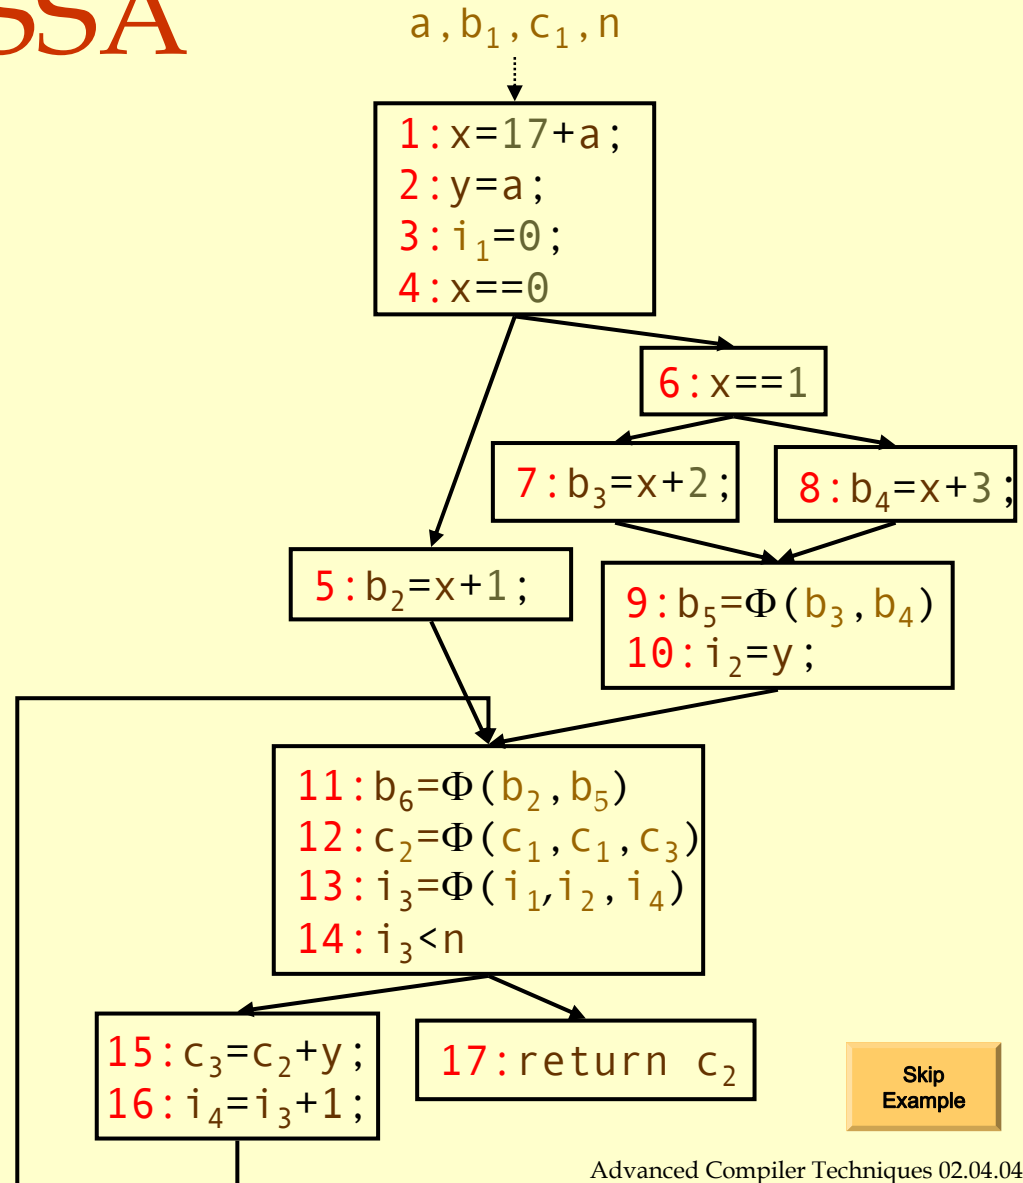 SSA
a,b₁,c₁,n
1:x=17+a;
2:y=a;
3:i₁=0;
4:x==0
6:x==1
7:b₃=x+2;
8:b₄=x+3;
5:b₂=x+1;
9:b₅=Φ(b₃,b₄)
10:i₂=y;
11:b₆=Φ(b₂,b₅)
12:c₂=Φ(c₁,c₁,c₃)
13:i₃=Φ(i₁,i₂,i₄)
14:i₃<n
15:c₃=c₂+y;
16:i₄=i₃+1;
17:return c₂
Skip
Example
Advanced Compiler Techniques 02.04.04